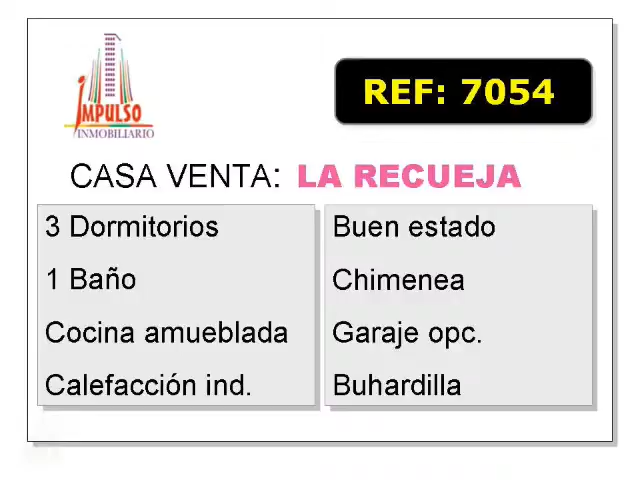 IMPULSO
INMOBILIARIO
REF: 7054
CASA VENTA: LA RECUEJA
3 Dormitorios
1 Baño
Cocina amueblada
Calefacción ind.
Buen estado
Chimenea
Garaje opc.
Buhardilla